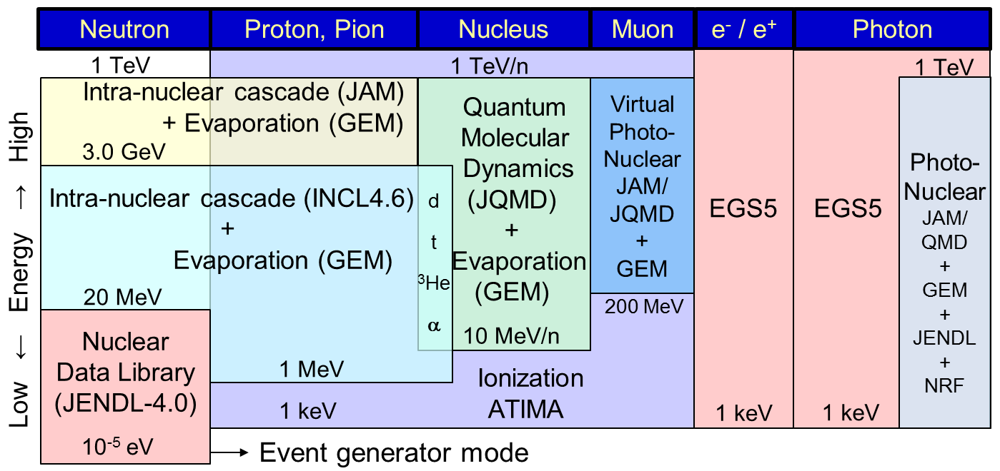 Neutron
Proton, Pion
Nucleus
Muon
e- / e+
Photon
1 TeV
1 TeV/n
1 TeV
Intra-nuclear cascade (JAM)
+ Evaporation (GEM)
3.0 GeV
Intra-nuclear cascade (INCL4.6)
+
Evaporation (GEM)
20 MeV
1 MeV
1 keV
Nuclear
Data Library
(JENDL-4.0)
10-5 eV
d
t
3He
α
Quantum
Molecular
Dynamics
(JQMD)
+
Evaporation
(GEM)
10 MeV/n
Virtual
Photo-
Nuclear
JAM/
JQMD
+
GEM
200 MeV
Ionization
ATIMA
EGS5
1 keV
EGS5
1 keV
Photo-
Nuclear
JAM/
QMD
+
GEM
+
JENDL
+
NRF
Low ← Energy → High
→ Event generator mode